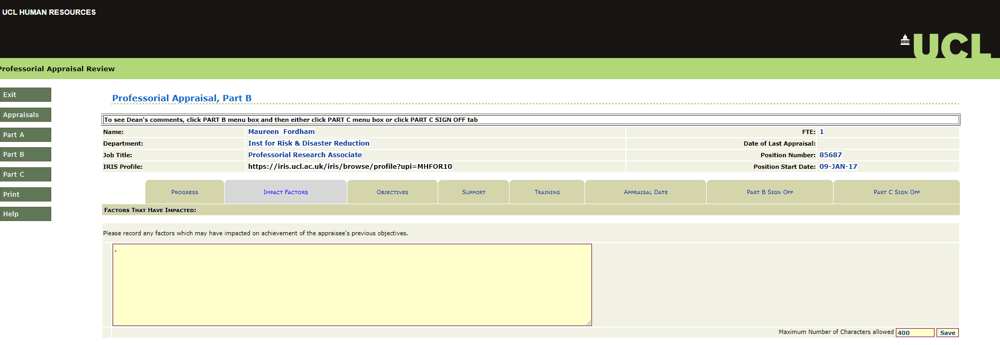 UCL HUMAN RESOURCES
UCL
Professorial Appraisal Review
Exit
Appraisals
Part A
Part B
Part C
Print
Help
Professorial Appraisal, Part B
To see Dean's comments, click PART B menu box and then either click PART C menu box or click PART C SIGN OFF tab
Name: Maureen Fordham FTE: 1
Department: Inst for Risk & Disaster Reduction Date of Last Appraisal:
Job Title: Professorial Research Associate Position Number: 85687
IRIS Profile: https://iris.ucl.ac.uk/iris/browse/profile?upi=MHFOR10 Position Start Date: 09-JAN-17
Progress Impact Factors Objectives Support Training Appraisal Date Part B Sign Off Part C Sign Off
Factors That Have Impacted:
Please record any factors which may have impacted on achievement of the appraisee's previous objectives.
.
Maximum Number of Characters allowed 400 Save